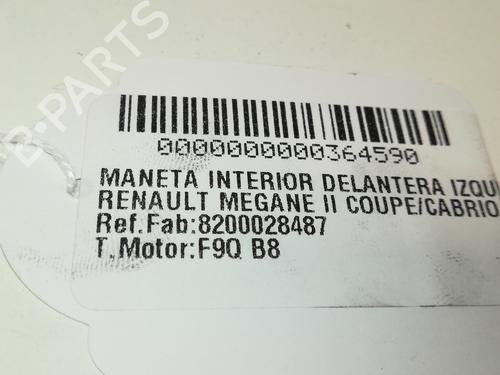 0000000000364590
MANETA INTERIOR DELANTERA IZQU
RENAULT MEGANE II COUPE/CABRIO
Ref.Fab:8200028487
T.Motor:F9Q B8
B-PARTS